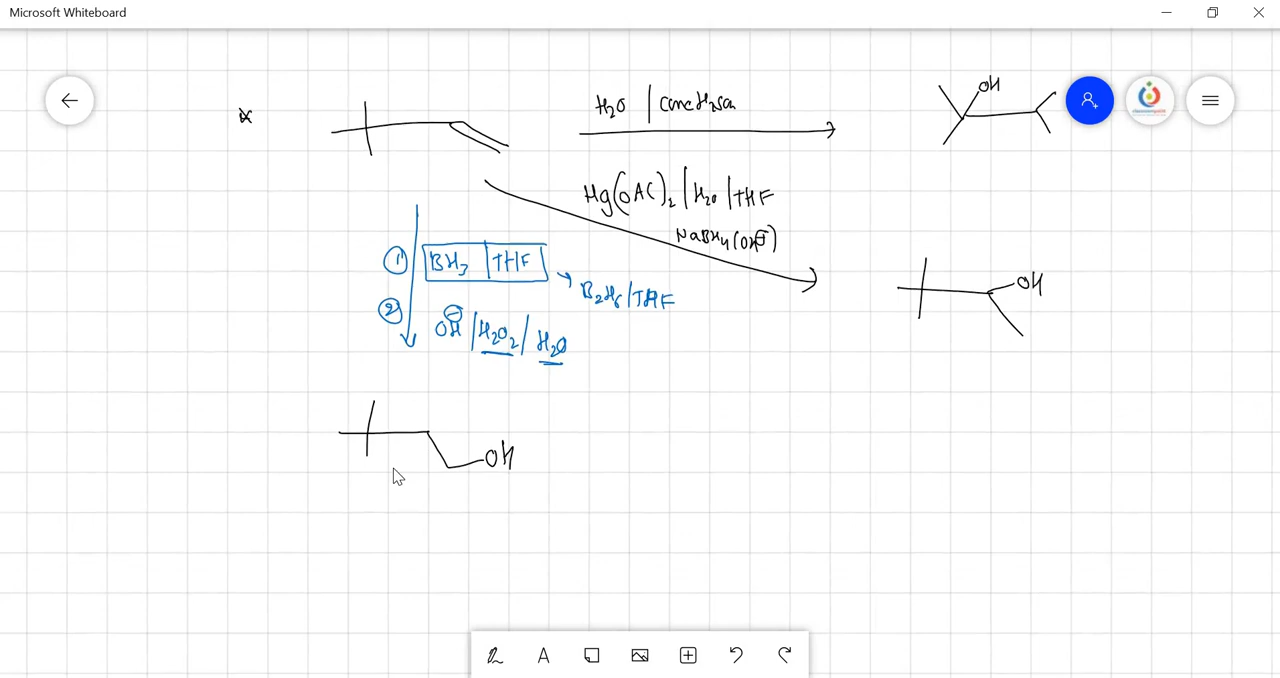 Microsoft Whiteboard
H₂O | Conc H₂SO₄
OH
Hg(OAC)₂ | H₂O | THF
NaBH₄ (OH⊖)
① BH₃ | THF
B₂H₆/THF
OH
② OH⊖ | H₂O₂ / H₂O
OH
A